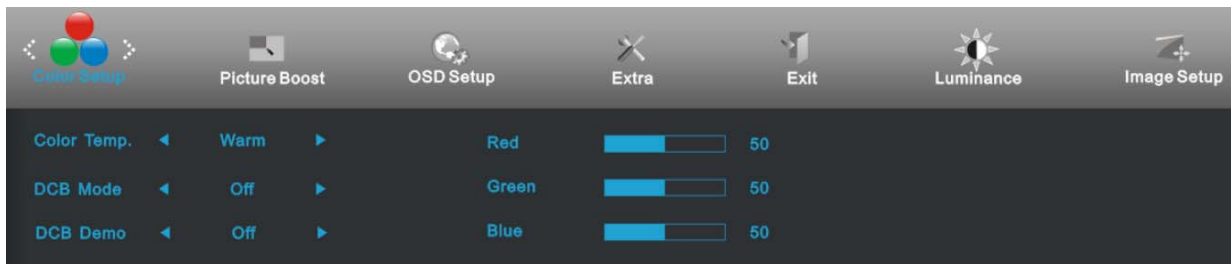 Color Setup Picture Boost OSD Setup Extra Exit Luminance Image Setup
Color Temp. Warm Red 50
DCB Mode Off Green 50
DCB Demo Off Blue 50